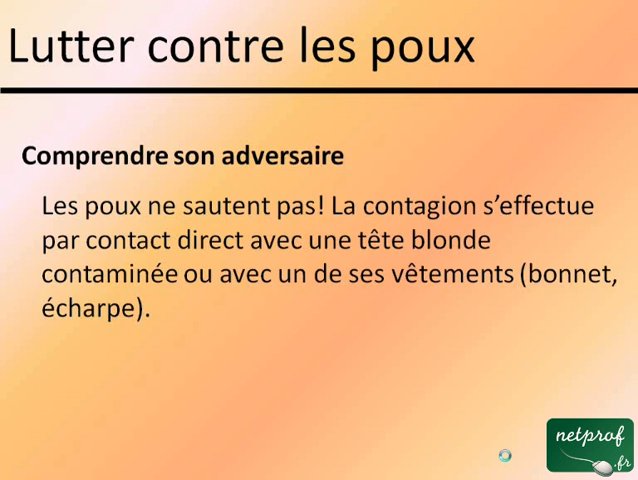 Lutter contre les poux
Comprendre son adversaire
Les poux ne sautent pas! La contagion s’effectue
par contact direct avec une tête blonde
contaminée ou avec un de ses vêtements (bonnet,
écharpe).
netprof
.fr